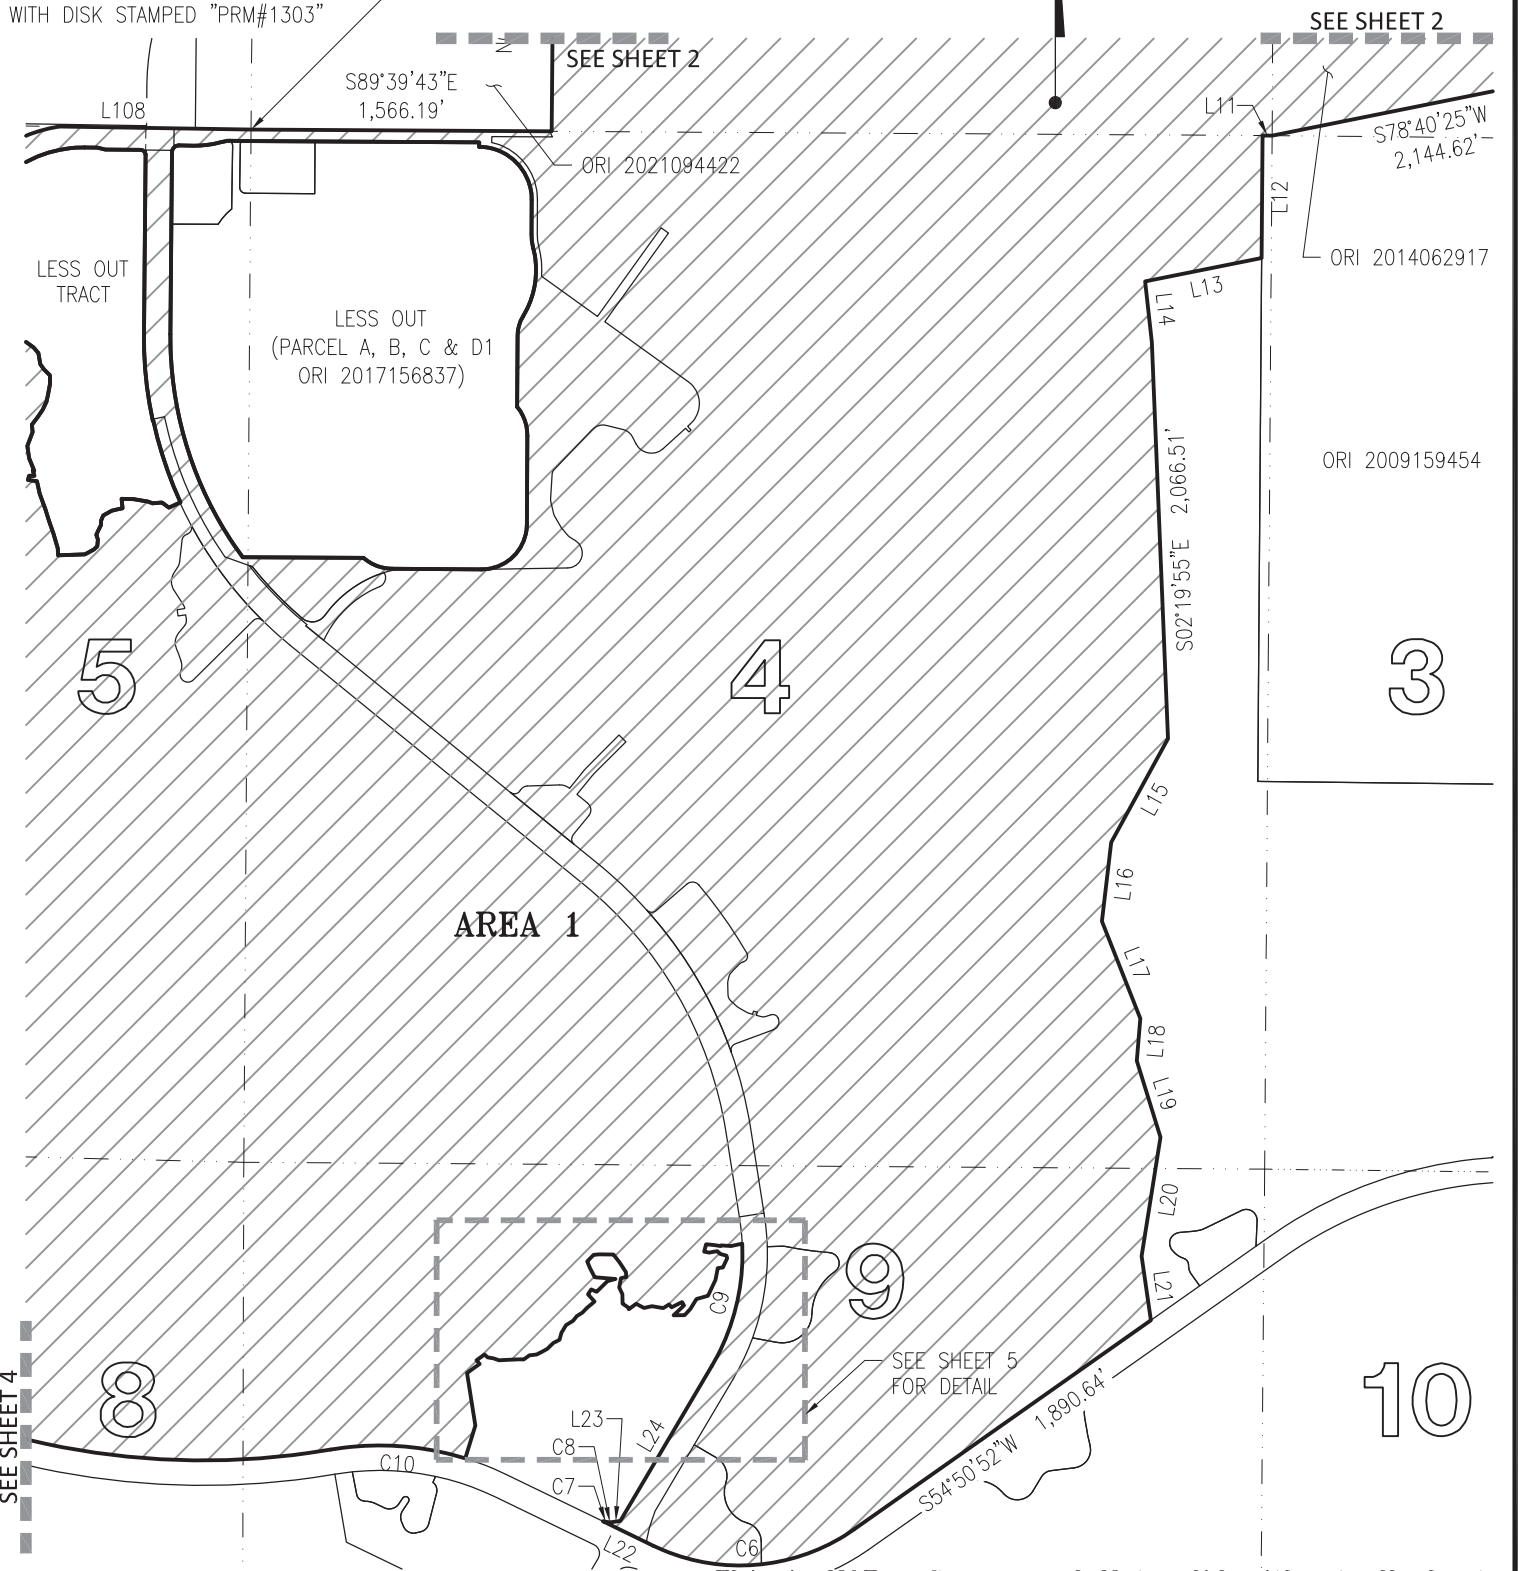 WITH DISK STAMPED "PRM#1303"
SEE SHEET 2
SEE SHEET 2
S89°39'43"E
1,566.19'
L108
L11
S78°40'25"W
2,144.62'
ORI 2021094422
L12
LESS OUT
TRACT
ORI 2014062917
L13
L14
LESS OUT
(PARCEL A, B, C & D1
ORI 2017156837)
S02°19'55"E 2,066.51'
ORI 2009159454
5
4
3
L15
L16
AREA 1
L17
L18
L19
L20
L21
9
C9
SEE SHEET 5
FOR DETAIL
8
10
SEE SHEET 4
L23
L24
C8
C7
C10
S54°50'52"W 1,890.64'
L22
C6